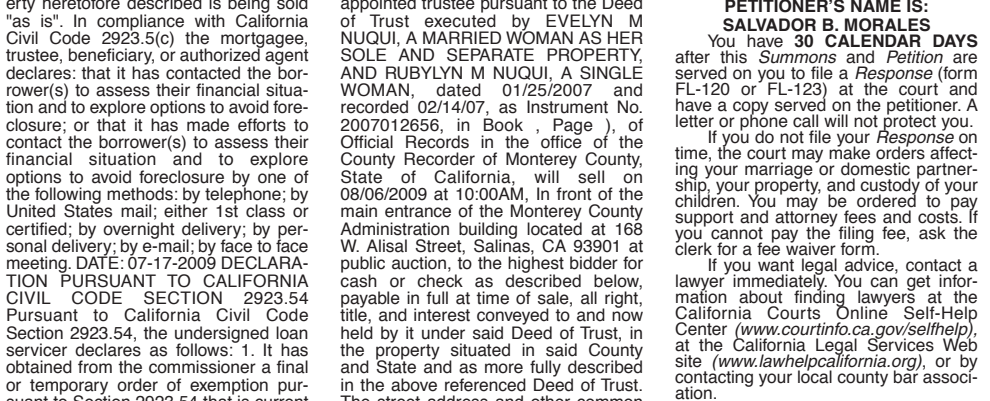 erty heretofore described is being sold
"as is". In compliance with California
Civil Code 2923.5(c) the mortgagee,
trustee, beneficiary, or authorized agent
declares: that it has contacted the bor-
rower(s) to assess their financial situa-
tion and to explore options to avoid fore-
closure; or that it has made efforts to
contact the borrower(s) to assess their
financial situation and to explore
options to avoid foreclosure by one of
the following methods: by telephone; by
United States mail; either 1st class or
certified; by overnight delivery; by per-
sonal delivery; by e-mail; by face to face
meeting. DATE: 07-17-2009 DECLARA-
TION PURSUANT TO CALIFORNIA
CIVIL CODE SECTION 2923.54
Pursuant to California Civil Code
Section 2923.54, the undersigned loan
servicer declares as follows: 1. It has
obtained from the commissioner a final
or temporary order of exemption pur-
suant to Section 2923.54 that is current
appointed trustee pursuant to the Deed
of Trust executed by EVELYN M
NUQUI, A MARRIED WOMAN AS HER
SOLE AND SEPARATE PROPERTY,
AND RUBYLYN M NUQUI, A SINGLE
WOMAN, dated 01/25/2007 and
recorded 02/14/07, as Instrument No.
2007012656, in Book , Page ), of
Official Records in the office of the
County Recorder of Monterey County,
State of California, will sell on
08/06/2009 at 10:00AM, In front of the
main entrance of the Monterey County
Administration building located at 168
W. Alisal Street, Salinas, CA 93901 at
public auction, to the highest bidder for
cash or check as described below,
payable in full at time of sale, all right,
title, and interest conveyed to and now
held by it under said Deed of Trust, in
the property situated in said County
and State and as more fully described
in the above referenced Deed of Trust.
The street address and other common
PETITIONER'S NAME IS:
SALVADOR B. MORALES
You have 30 CALENDAR DAYS
after this Summons and Petition are
served on you to file a Response (form
FL-120 or FL-123) at the court and
have a copy served on the petitioner. A
letter or phone call will not protect you.
If you do not file your Response on
time, the court may make orders affect-
ing your marriage or domestic partner-
ship, your property, and custody of your
children. You may be ordered to pay
support and attorney fees and costs. If
you cannot pay the filing fee, ask the
clerk for a fee waiver form.
If you want legal advice, contact a
lawyer immediately. You can get infor-
mation about finding lawyers at the
California Courts Online Self-Help
Center (www.courtinfo.ca.gov/selfhelp),
at the California Legal Services Web
site (www.lawhelpcalifornia.org), or by
contacting your local county bar associ-
ation.